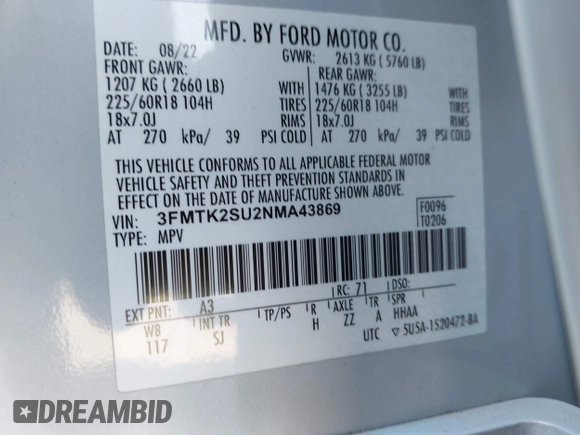 MFD. BY FORD MOTOR CO.
DATE: 08/22 GVWR: 2613 KG ( 5760 LB)
FRONT GAWR: REAR GAWR:
1207 KG ( 2660 LB) 1476 KG ( 3255 LB)
225/60R18 104H TIRES 225/60R18 104H TIRES
18x7.0J RIMS 18x7.0J RIMS
AT 270 kPa/ 39 PSI COLD AT 270 kPa/ 39 PSI COLD
THIS VEHICLE CONFORMS TO ALL APPLICABLE FEDERAL MOTOR
VEHICLE SAFETY AND THEFT PREVENTION STANDARDS IN
EFFECT ON THE DATE OF MANUFACTURE SHOWN ABOVE.
VIN: 3FMTK2SU2NMA43869 F0096
TYPE: MPV T0206
EXT PNT: A3 RC: 71 DSO:
WB INT TR TP/PS R AXLE TR SPR
117 SJ H ZZ A HHAA
UTC ▽ 5U5A-1520472-BA
DREAMBID